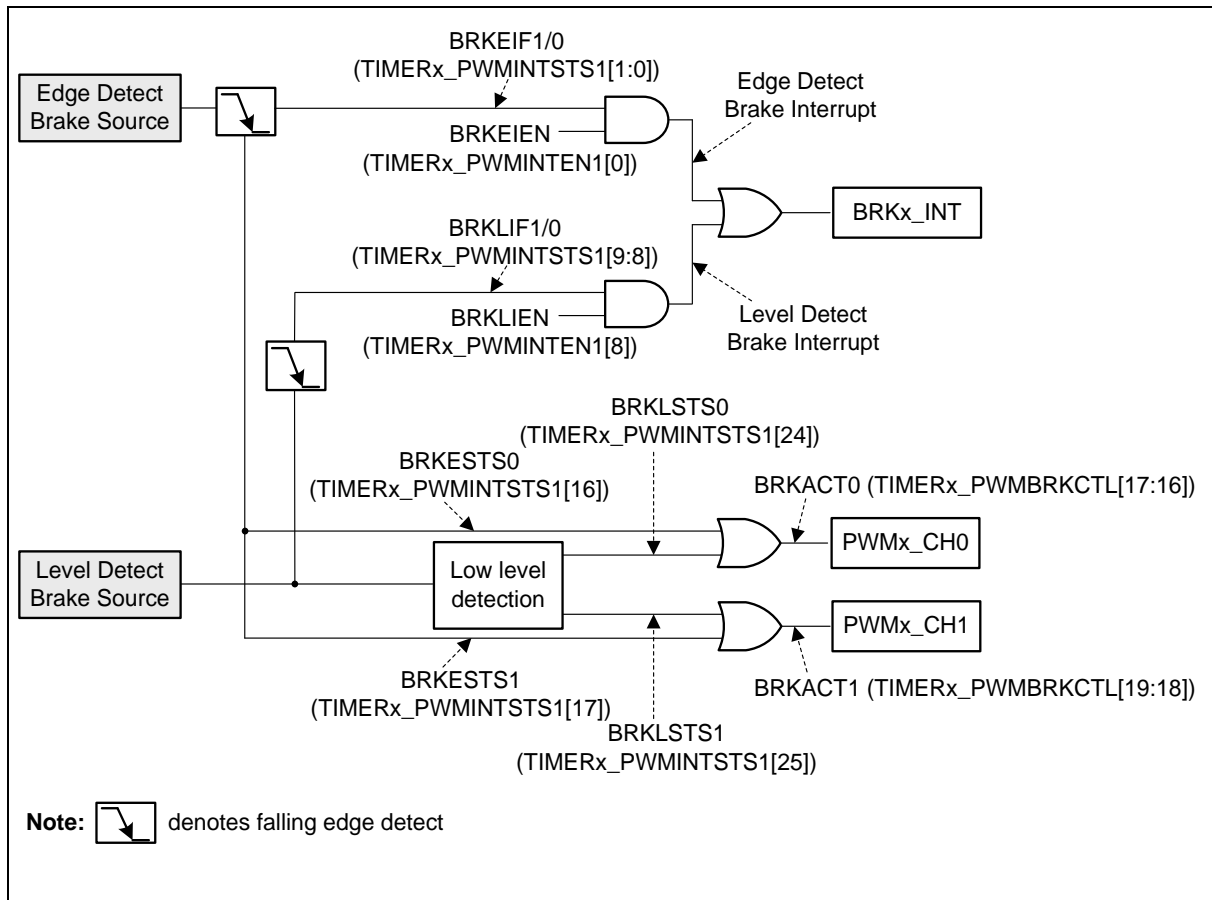 BRKEIF1/0
(TIMERx_PWMINTSTS1[1:0])
Edge Detect
Brake Source
Edge Detect
Brake Interrupt
BRKEIEN
(TIMERx_PWMINTEN1[0])
BRKx_INT
BRKLIF1/0
(TIMERx_PWMINTSTS1[9:8])
BRKLIEN
(TIMERx_PWMINTEN1[8])
Level Detect
Brake Interrupt
BRKLSTS0
(TIMERx_PWMINTSTS1[24])
BRKESTS0
(TIMERx_PWMINTSTS1[16])
BRKACT0 (TIMERx_PWMBRKCTL[17:16])
PWMx_CH0
Level Detect
Brake Source
Low level
detection
PWMx_CH1
BRKESTS1
(TIMERx_PWMINTSTS1[17])
BRKACT1 (TIMERx_PWMBRKCTL[19:18])
BRKLSTS1
(TIMERx_PWMINTSTS1[25])
Note: denotes falling edge detect